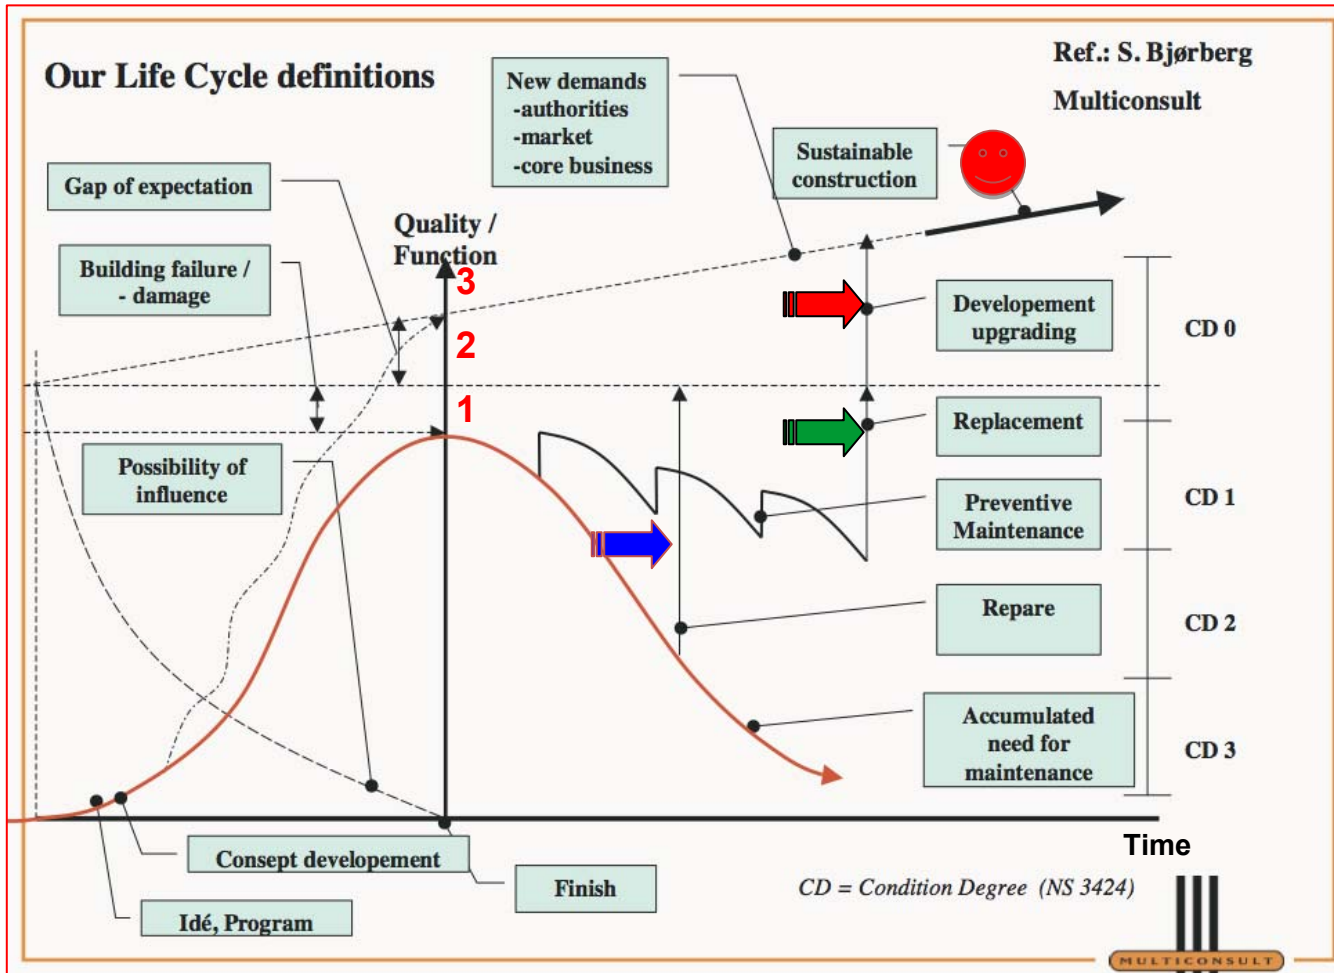 Our Life Cycle definitions
Ref.: S. Bjørberg
Multiconsult
New demands
-authorities
-market
-core business
Sustainable
construction
Gap of expectation
Quality /
Function
Building failure /
- damage
3
2
1
Developement
upgrading
CD 0
Replacement
Possibility of
influence
Preventive
Maintenance
CD 1
Repare
CD 2
Accumulated
need for
maintenance
CD 3
Time
Consept developement
Finish
CD = Condition Degree (NS 3424)
Idé, Program
MULTICONSULT